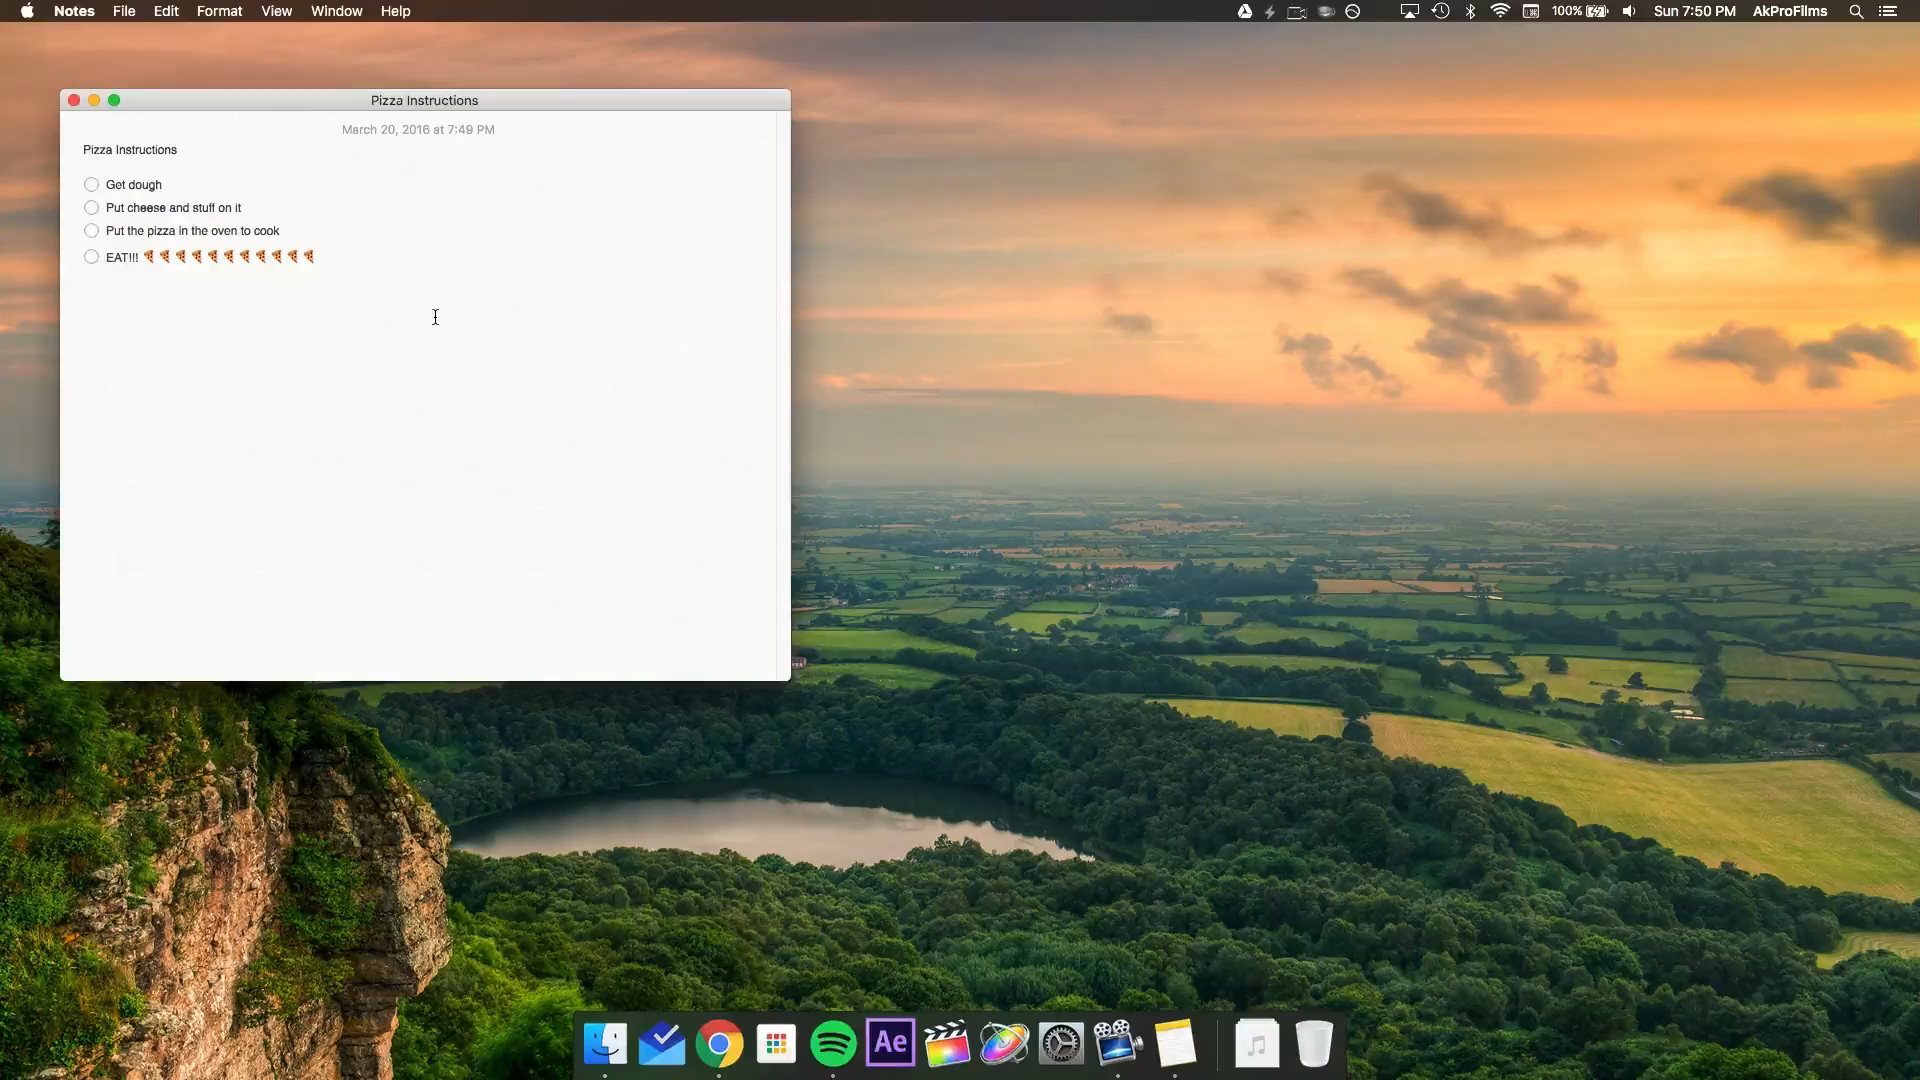 Notes File Edit Format View Window Help 100% Sun 7:50 PM AkProFilms
Pizza Instructions
March 20, 2016 at 7:49 PM
Pizza Instructions
Get dough
Put cheese and stuff on it
Put the pizza in the oven to cook
EAT!!! 🍕🍕🍕🍕🍕🍕🍕🍕🍕🍕🍕
Ae